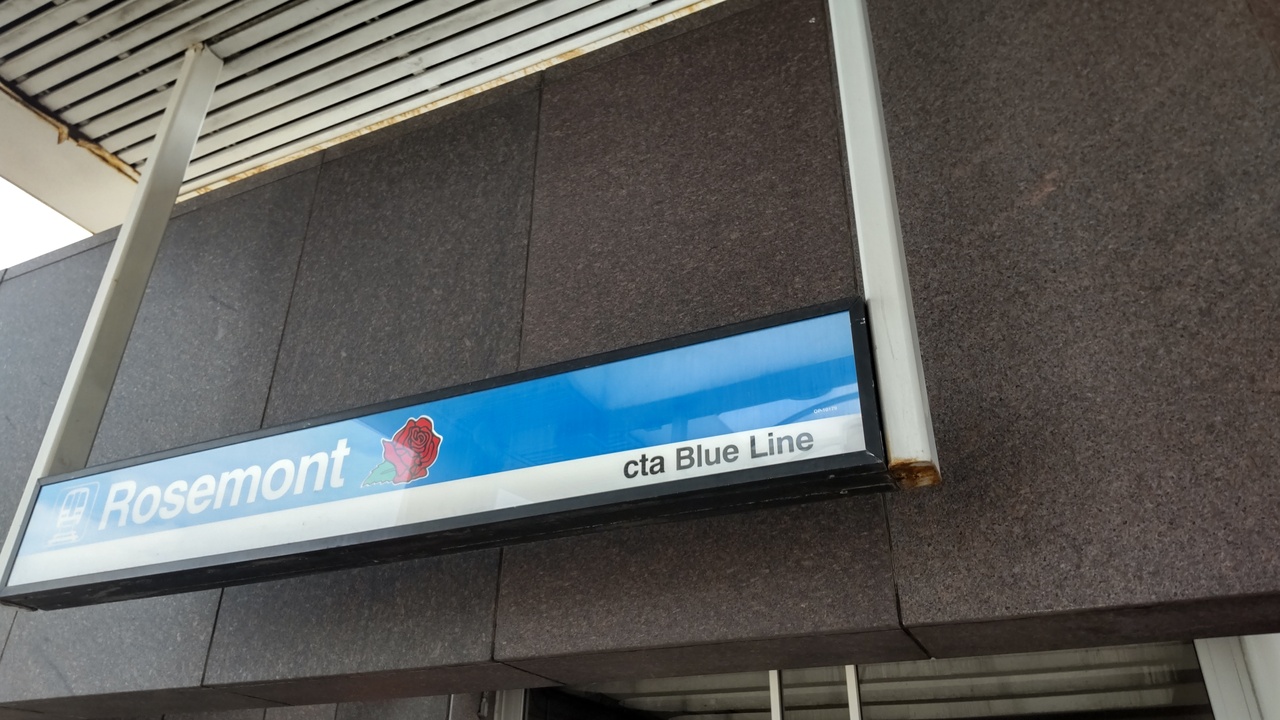 Rosemont
cta Blue Line